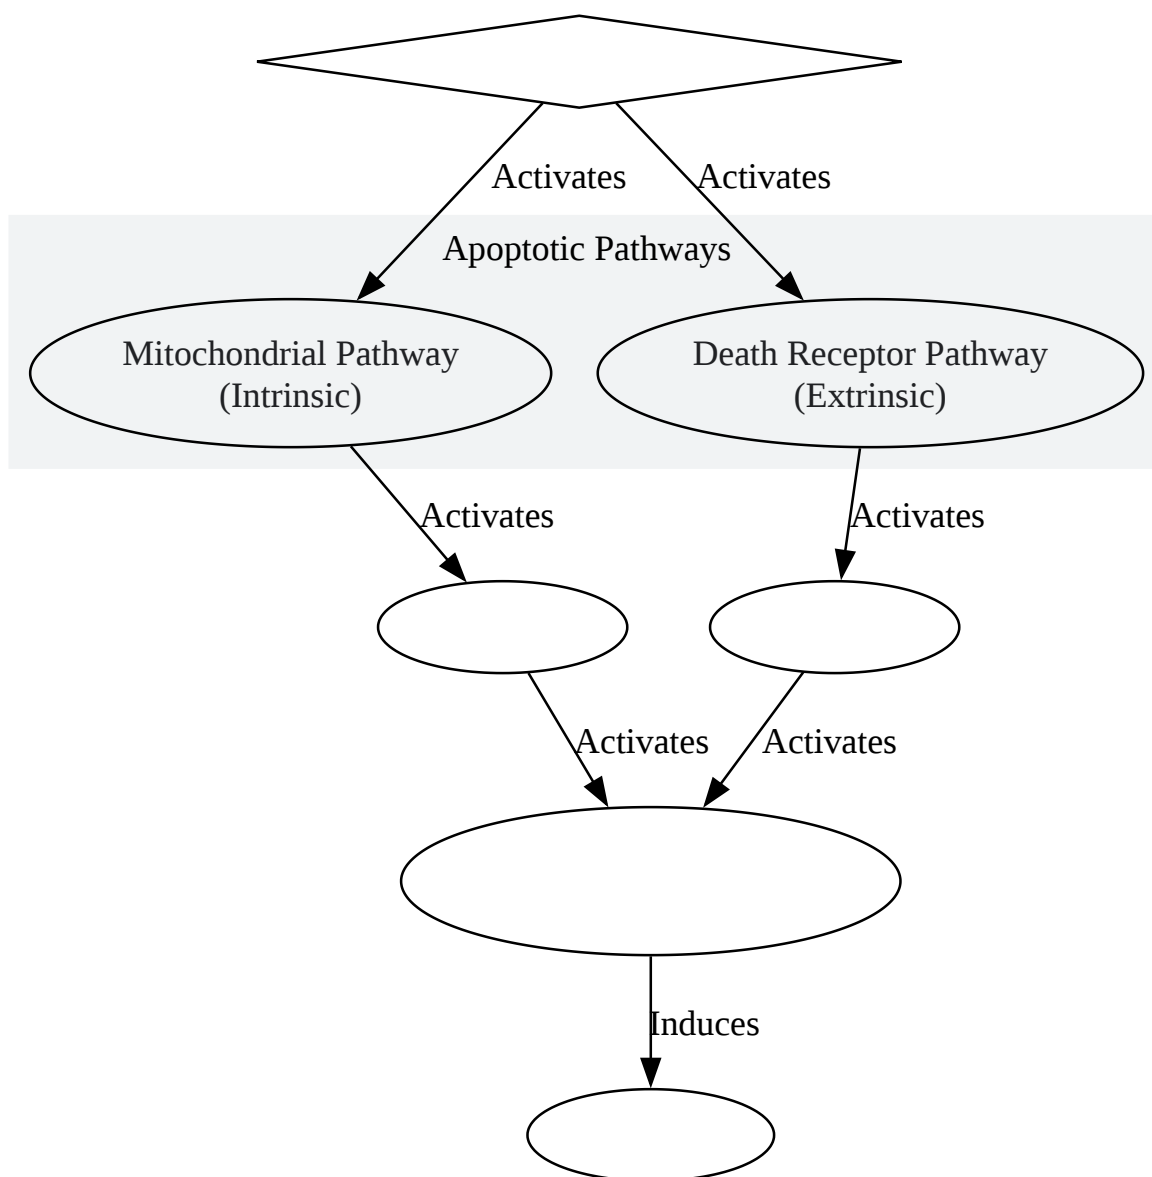 Activates
Activates
Apoptotic Pathways
Mitochondrial Pathway
(Intrinsic)
Death Receptor Pathway
(Extrinsic)
Activates
Activates
Activates
Activates
Induces